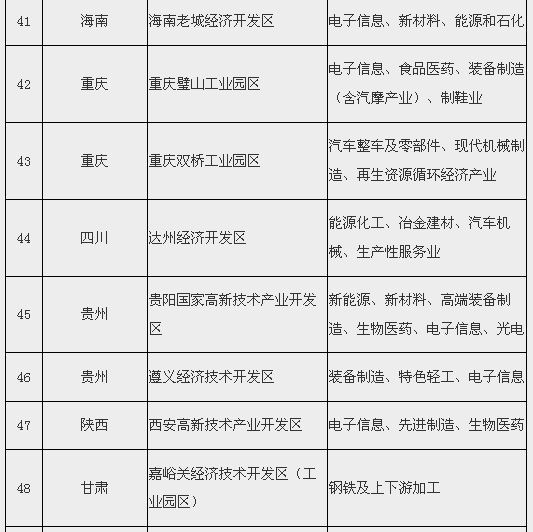 41 海南 海南老城经济开发区 电子信息、新材料、能源和石化
42 重庆 重庆璧山工业园区 电子信息、食品医药、装备制造
（含汽摩产业）、制鞋业
43 重庆 重庆双桥工业园区 汽车整车及零部件、现代机械制
造、再生资源循环经济产业
44 四川 达州经济开发区 能源化工、冶金建材、汽车机
械、生产性服务业
45 贵州 贵阳国家高新技术产业开发
区 新能源、新材料、高端装备制
造、生物医药、电子信息、光电
46 贵州 遵义经济技术开发区 装备制造、特色轻工、电子信息
47 陕西 西安高新技术产业开发区 电子信息、先进制造、生物医药
48 甘肃 嘉峪关经济技术开发区（工
业园区） 钢铁及上下游加工